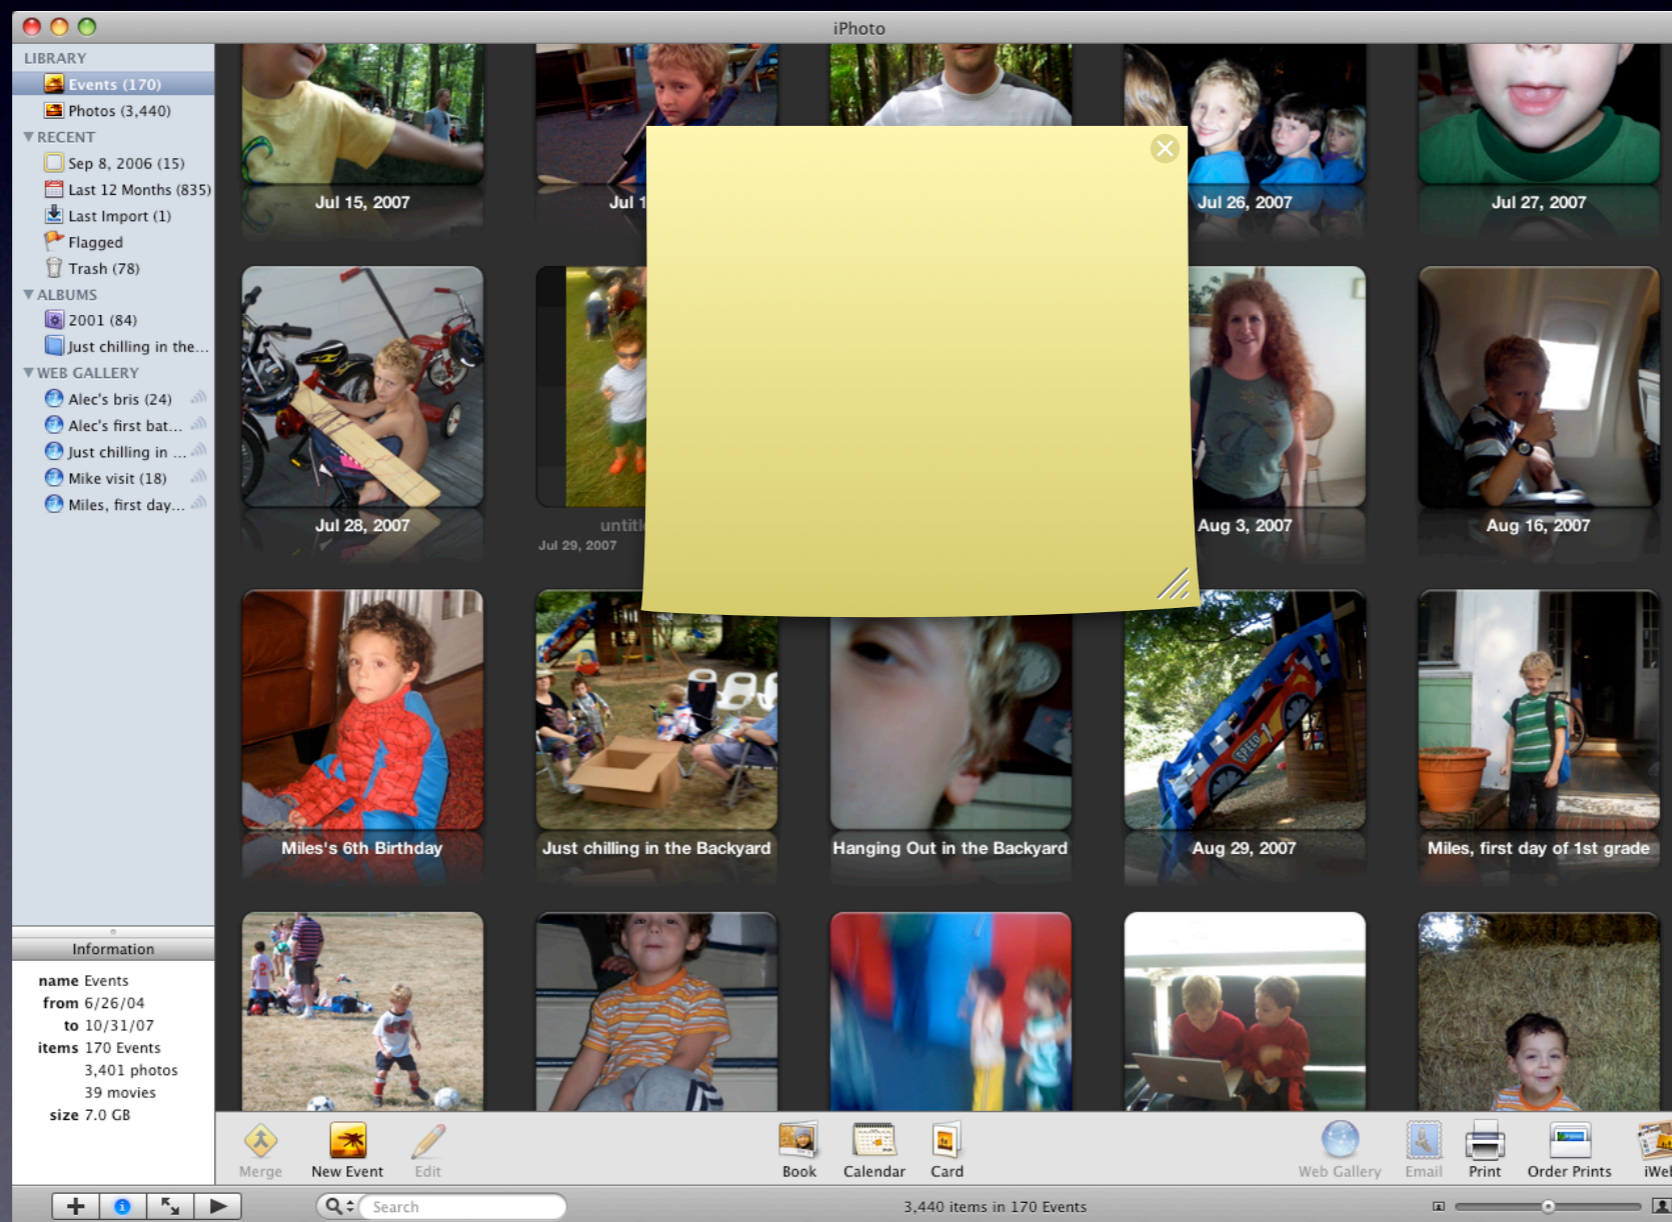 iPhoto
LIBRARY
Events (170)
Photos (3,440)
RECENT
Sep 8, 2006 (15)
Last 12 Months (835)
Last Import (1)
Flagged
Trash (78)
ALBUMS
2001 (84)
Just chilling in the...
WEB GALLERY
Alec's bris (24)
Alec's first bat...
Just chilling in ...
Mike visit (18)
Miles, first day...
Jul 15, 2007
Jul 1
Jul 26, 2007
Jul 27, 2007
Jul 28, 2007
untitl
Jul 29, 2007
Aug 3, 2007
Aug 16, 2007
SPEED 1
Miles's 6th Birthday
Just chilling in the Backyard
Hanging Out in the Backyard
Aug 29, 2007
Miles, first day of 1st grade
2
Information
name Events
from 6/26/04
to 10/31/07
items 170 Events
3,401 photos
39 movies
size 7.0 GB
Merge
New Event
Edit
Book
Calendar
Card
Web Gallery
Email
Print
Order Prints
iWeb
Search
3,440 items in 170 Events